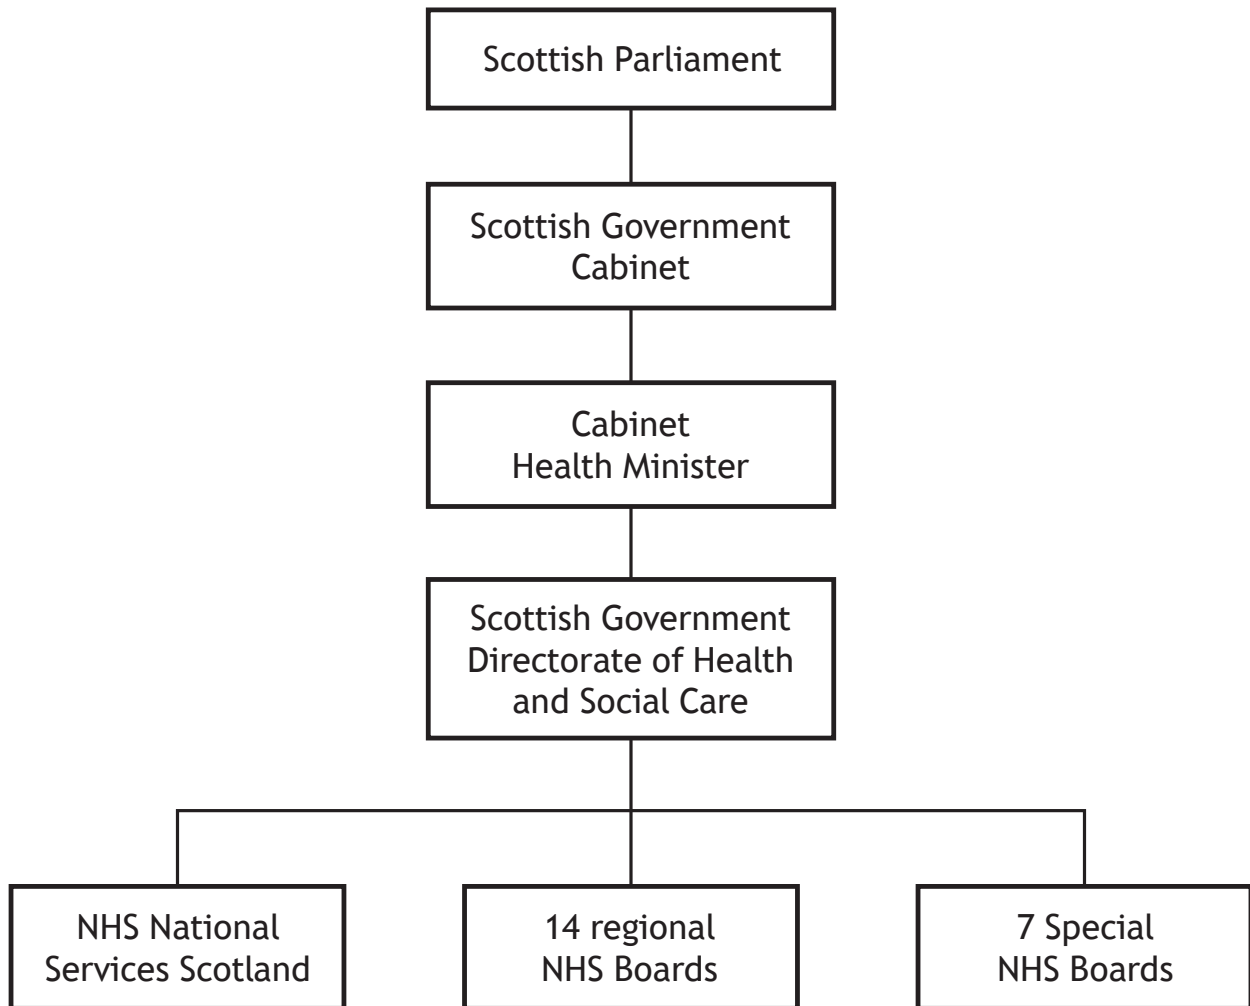 Scottish Parliament
Scottish Government
Cabinet
Cabinet
Health Minister
Scottish Government
Directorate of Health
and Social Care
NHS National
Services Scotland
14 regional
NHS Boards
7 Special
NHS Boards